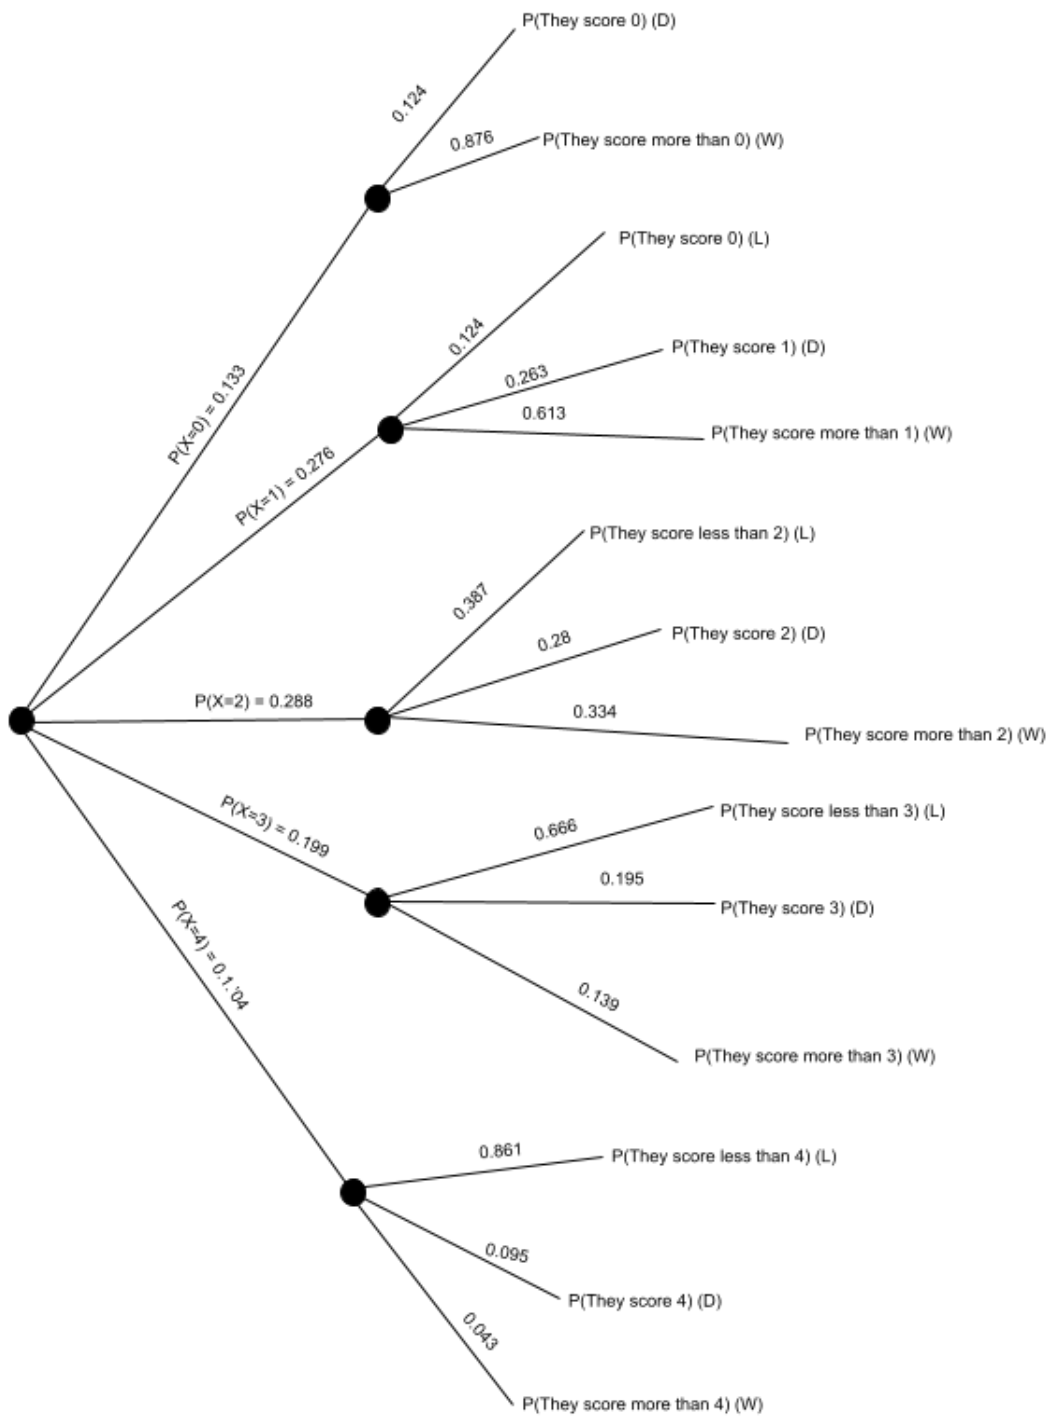 P(They score 0) (D)
0.124
0.876
P(They score more than 0) (W)
P(X=0) = 0.133
P(They score 0) (L)
0.124
P(They score 1) (D)
0.263
0.613
P(They score more than 1) (W)
P(X=1) = 0.276
P(They score less than 2) (L)
0.387
P(They score 2) (D)
0.28
P(X=2) = 0.288
0.334
P(They score more than 2) (W)
P(X=3) = 0.199
P(They score less than 3) (L)
0.666
0.195
P(They score 3) (D)
0.139
P(They score more than 3) (W)
P(X=4) = 0.1.'04
0.861
P(They score less than 4) (L)
0.095
P(They score 4) (D)
0.043
P(They score more than 4) (W)